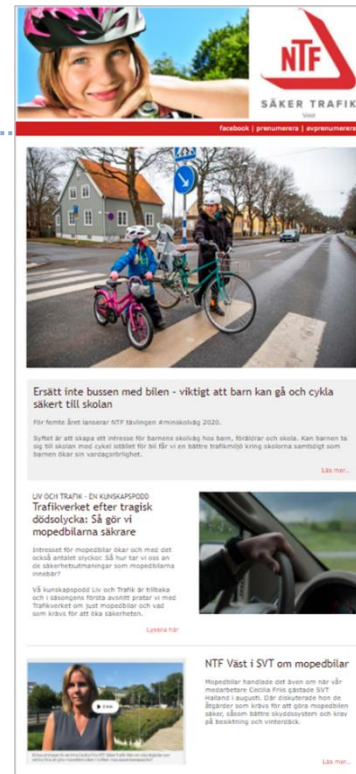 NTF
SÄKER TRAFIK
Väst
facebook | prenumerera | avprenumerera
Ersätt inte bussen med bilen - viktigt att barn kan gå och cykla
säkert till skolan
För femte året lanserar NTF tävlingen #minskolväg 2020.
Syftet är att skapa ett intresse för barnens skolväg hos barn, föräldrar och skola. Kan barnen ta
sig till skolan med cykel istället för bil får vi en bättre trafikmiljö kring skolorna samtidigt som
barnen ökar sin vardagsrörlighet.
Läs mer...
LIV OCH TRAFIK - EN KUNSKAPSPODD
Trafikverket efter tragisk
dödsolycka: Så gör vi
mopedbilarna säkrare
Intresset för mopedbilar ökar och med det
också antalet olyckor. Så hur tar vi oss an
de säkerhetsutmaningar som mopedbilarna
innebär?
Vå kunskapspodd Liv och Trafik är tillbaka
och i säsongens första avsnitt pratar vi med
Trafikverket om just mopedbilar och vad
som krävs för att öka säkerheten.
Lyssna här
NTF Väst i SVT om mopedbilar
Mopedbilar handlade det även om när vår
medarbetare Cecilia Friis gästade SVT
Halland i augusti. Där diskuterade hon de
åtgärder som krävs för att göra mopedbilen
säker, såsom bättre skyddssystem och krav
på besiktning och vinterdäck.
Läs mer...